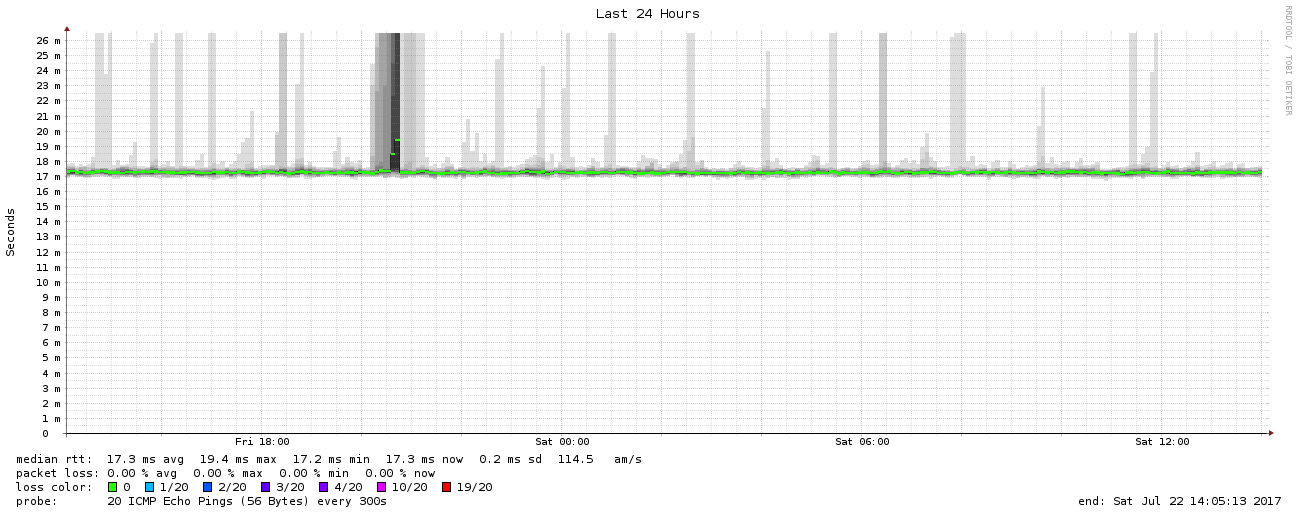 Last 24 Hours
RRDTOOL / TOBI OETIKER
Seconds
26 m
25 m
24 m
23 m
22 m
21 m
20 m
19 m
18 m
17 m
16 m
15 m
14 m
13 m
12 m
11 m
10 m
9 m
8 m
7 m
6 m
5 m
4 m
3 m
2 m
1 m
0
Fri 18:00 Sat 00:00 Sat 06:00 Sat 12:00
median rtt: 17.3 ms avg 19.4 ms max 17.2 ms min 17.3 ms now 0.2 ms sd 114.5 am/s
packet loss: 0.00 % avg 0.00 % max 0.00 % min 0.00 % now
loss color: 0 1/20 2/20 3/20 4/20 10/20 19/20
probe: 20 ICMP Echo Pings (56 Bytes) every 300s end: Sat Jul 22 14:05:13 2017